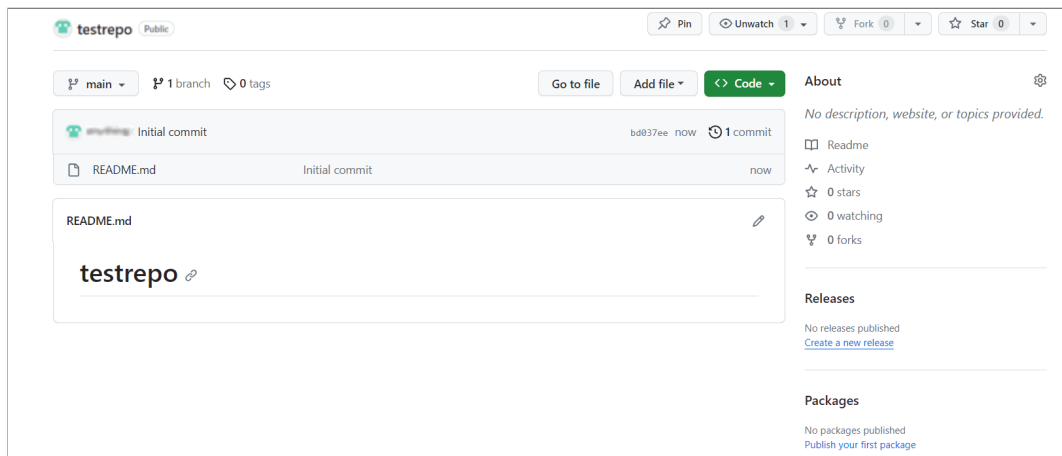 testrepo Public
Pin
Unwatch 1
Fork 0
Star 0
main
1 branch
0 tags
Go to file
Add file
<> Code
Initial commit
bd037ee now
1 commit
README.md
Initial commit
now
README.md
testrepo
About
No description, website, or topics provided.
Readme
Activity
0 stars
0 watching
0 forks
Releases
No releases published
Create a new release
Packages
No packages published
Publish your first package